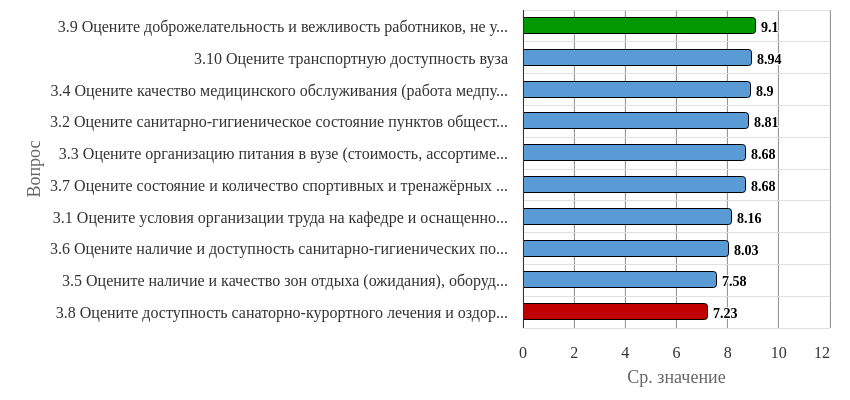 3.9 Оцените доброжелательность и вежливость работников, не у...
9.1
3.10 Оцените транспортную доступность вуза
8.94
3.4 Оцените качество медицинского обслуживания (работа медпу...
8.9
3.2 Оцените санитарно-гигиеническое состояние пунктов общест...
8.81
3.3 Оцените организацию питания в вузе (стоимость, ассортиме...
8.68
3.7 Оцените состояние и количество спортивных и тренажёрных ...
8.68
3.1 Оцените условия организации труда на кафедре и оснащенно...
8.16
3.6 Оцените наличие и доступность санитарно-гигиенических по...
8.03
3.5 Оцените наличие и качество зон отдыха (ожидания), оборуд...
7.58
3.8 Оцените доступность санаторно-курортного лечения и оздор...
7.23
Вопрос
0 2 4 6 8 10 12
Ср. значение